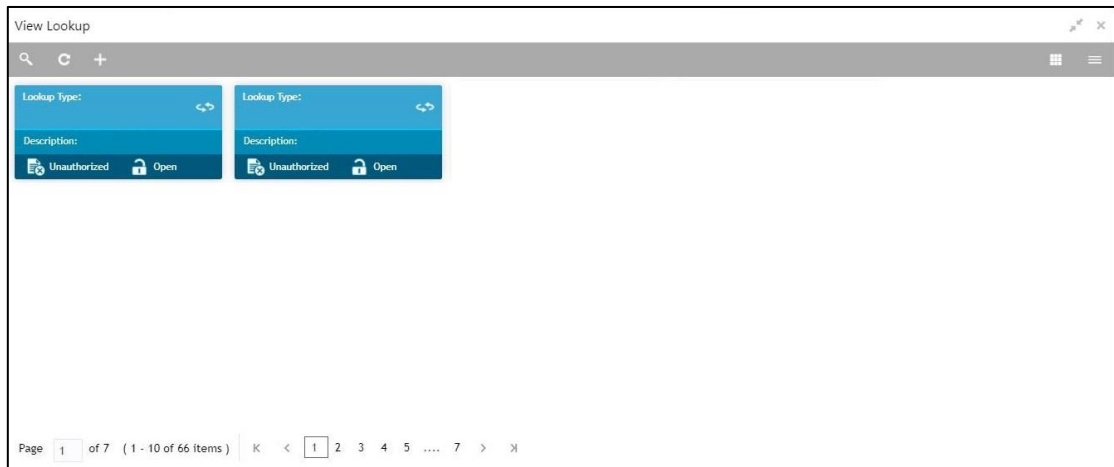 View Lookup
Lookup Type: Lookup Type:
Description: Description:
Unauthorized Open Unauthorized Open
Page 1 of 7 ( 1 - 10 of 66 items ) 1 2 3 4 5 .... 7